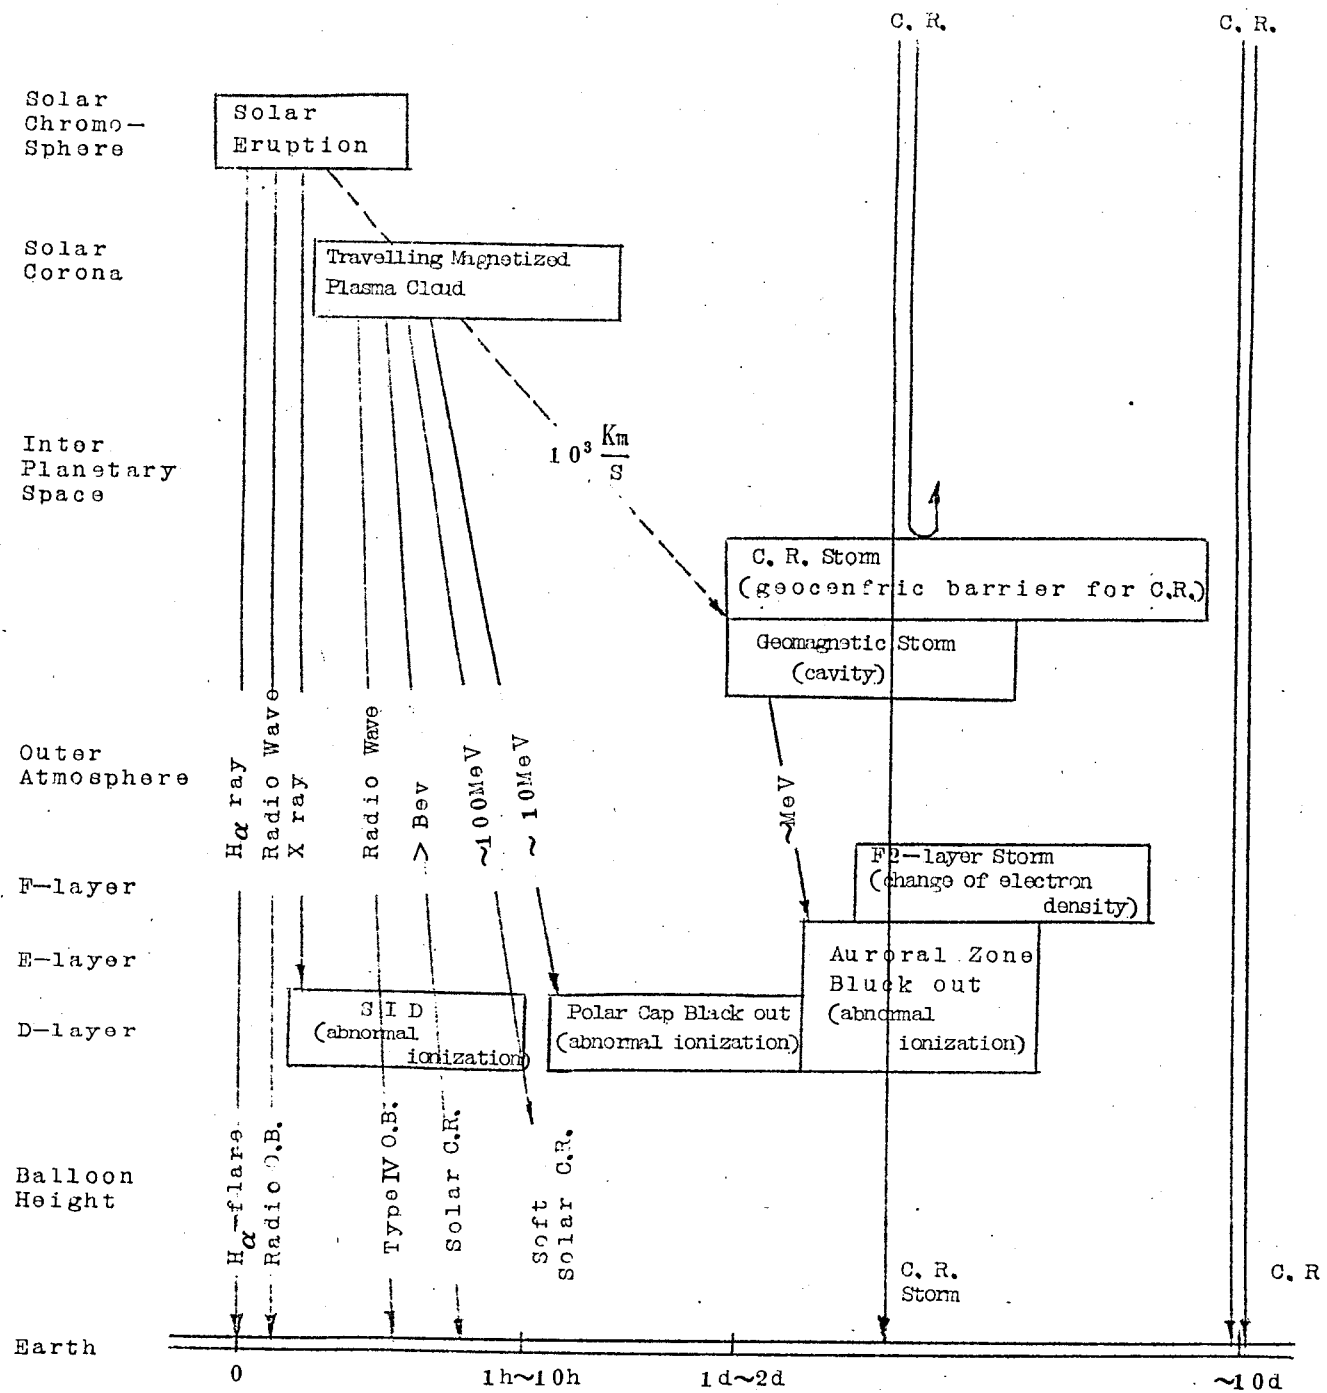 C. R.
C. R.
Solar
Chromo—
Sphere
Solar
Eruption
Solar
Corona
Travelling Magnetized
Plasma Cloud
Inter
Planetary
Space
10³ Km/S
C. R. Storm
(geocenfric barrier for C.R.)
Geomagnetic Storm
(cavity)
Outer
Atmosphere
Hα ray
Radio Wave
X ray
Radio Wave
> Bev
~100MeV
~ 10MeV
~MeV
F—layer
F2—layer Storm
(change of electron
density)
E—layer
Auroral Zone
Bluck out
(abnormal
ionization)
D—layer
S I D
(abnormal
ionization)
Polar Cap Black out
(abnormal ionization)
Balloon
Height
Hα—flare
Radio O.B.
Type IV O.B.
Solar C.R.
Soft
Solar C.R.
C. R.
Storm
C. R
Earth
0
1h~10h
1d~2d
~10d